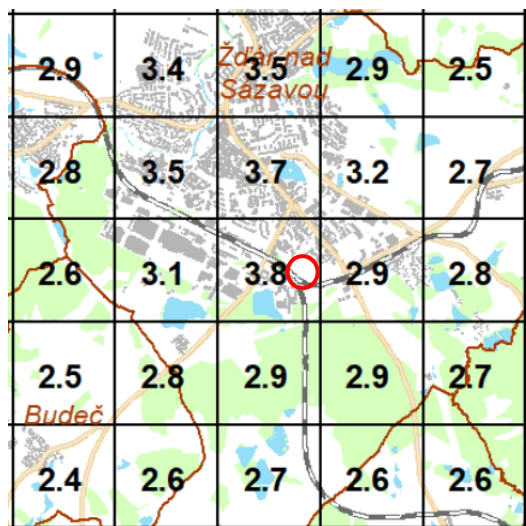 2.9 3.4 3.5 2.9 2.5
Žďár nad
Sázavou
2.8 3.5 3.7 3.2 2.7
2.6 3.1 3.8 2.9 2.8
2.5 2.8 2.9 2.9 2.7
Budeč
2.4 2.6 2.7 2.6 2.6